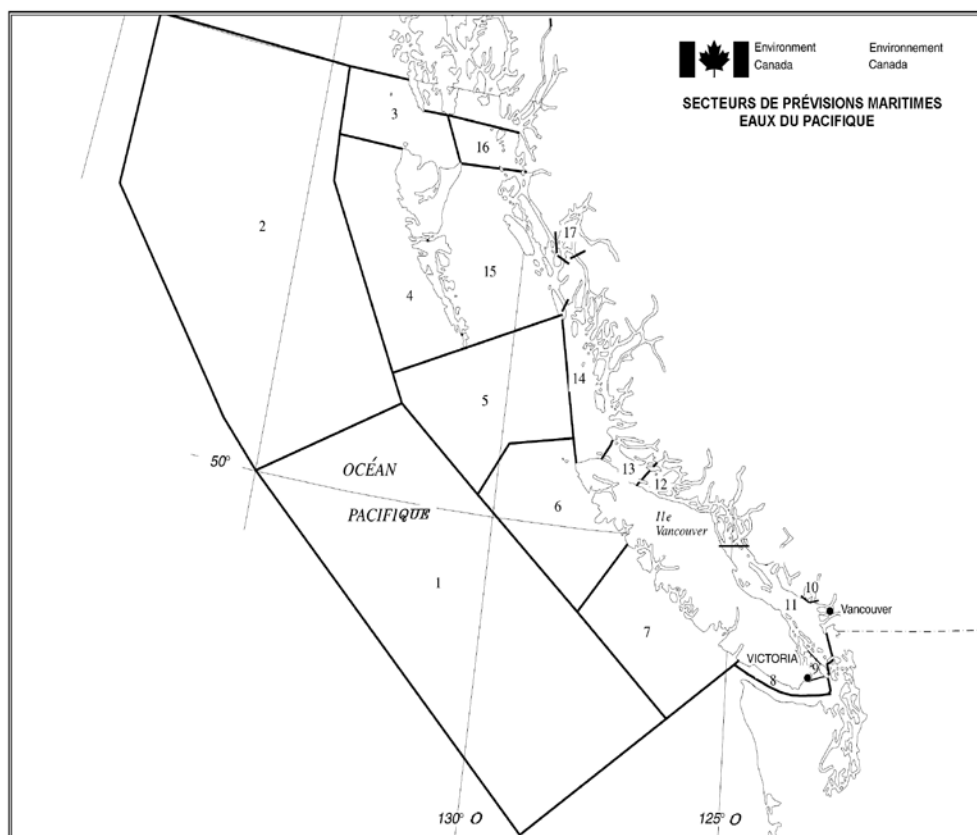 Environment Environnement
Canada Canada
SECTEURS DE PRÉVISIONS MARITIMES
EAUX DU PACIFIQUE
3
16
2
17
15
4
14
5
50°
OCÉAN
13
12
6
PACIFIQUE
Ile
Vancouver
1
10
11
Vancouver
7
VICTORIA
9
8
130° O
125° O